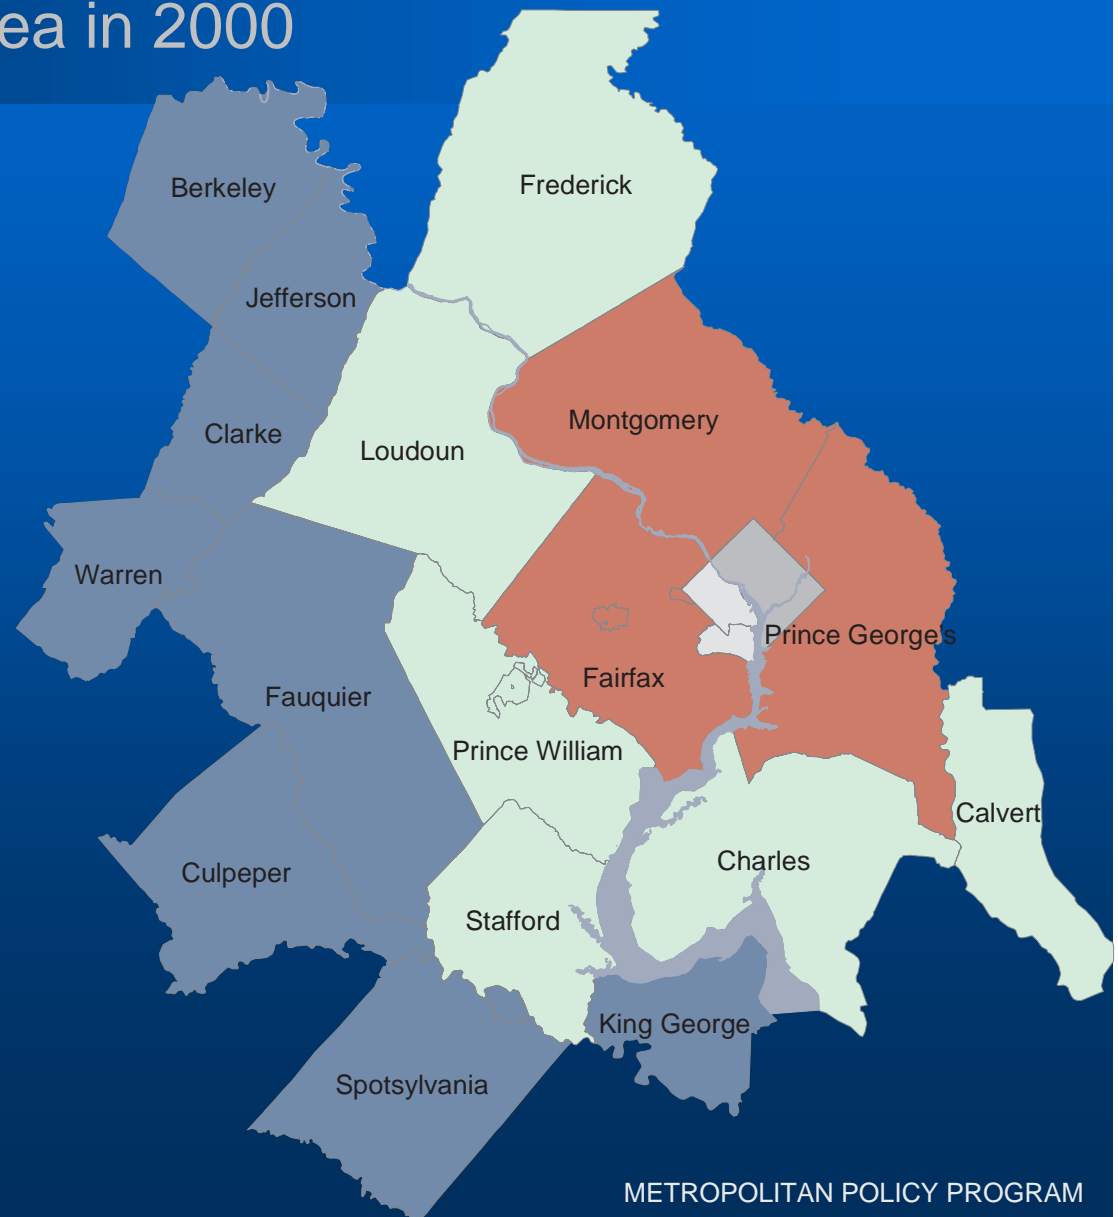 ea in 2000
Berkeley
Frederick
Jefferson
Montgomery
Clarke
Loudoun
Warren
Prince George's
Fairfax
Fauquier
Prince William
Calvert
Charles
Culpeper
Stafford
King George
Spotsylvania
METROPOLITAN POLICY PROGRAM